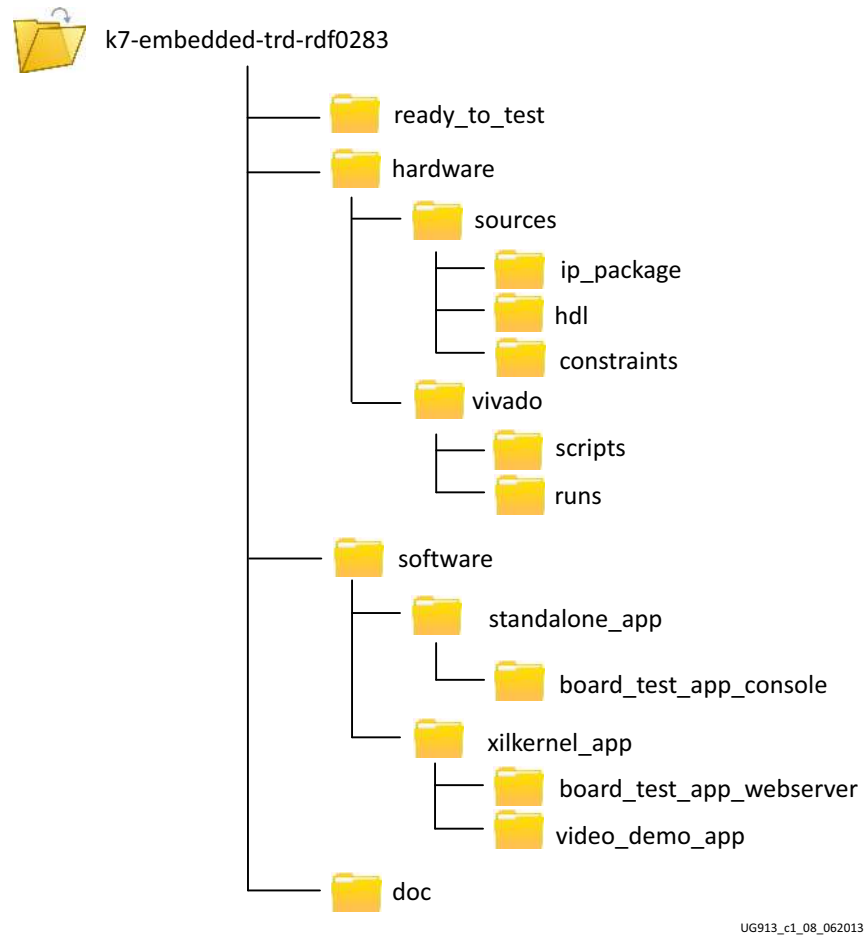 k7-embedded-trd-rdf0283
ready_to_test
hardware
sources
ip_package
hdl
constraints
vivado
scripts
runs
software
standalone_app
board_test_app_console
xilkernel_app
board_test_app_webserver
video_demo_app
doc
UG913_c1_08_062013